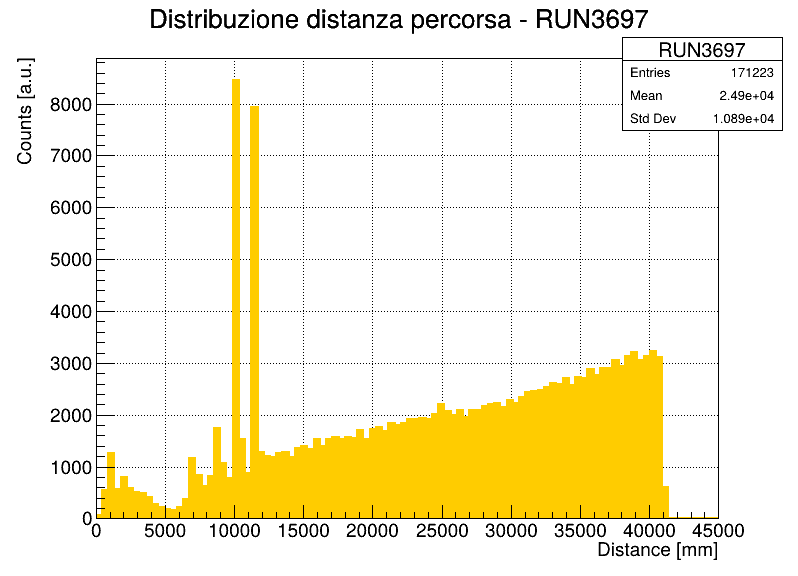 Distribuzione distanza percorsa - RUN3697
RUN3697
Entries 171223
Mean 2.49e+04
Std Dev 1.089e+04
Counts [a.u.]
8000
7000
6000
5000
4000
3000
2000
1000
0
0 5000 10000 15000 20000 25000 30000 35000 40000 45000
Distance [mm]